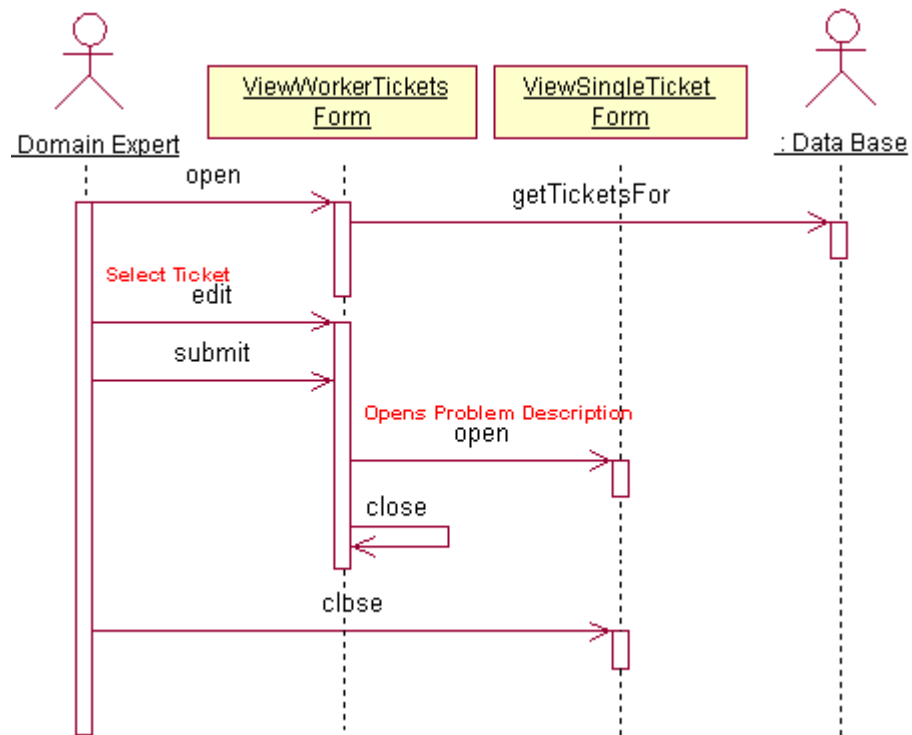 ViewWorkerTickets
Form
ViewSingleTicket
Form
Domain Expert
: Data Base
open
getTicketsFor
Select Ticket
edit
submit
Opens Problem Description
open
close
close